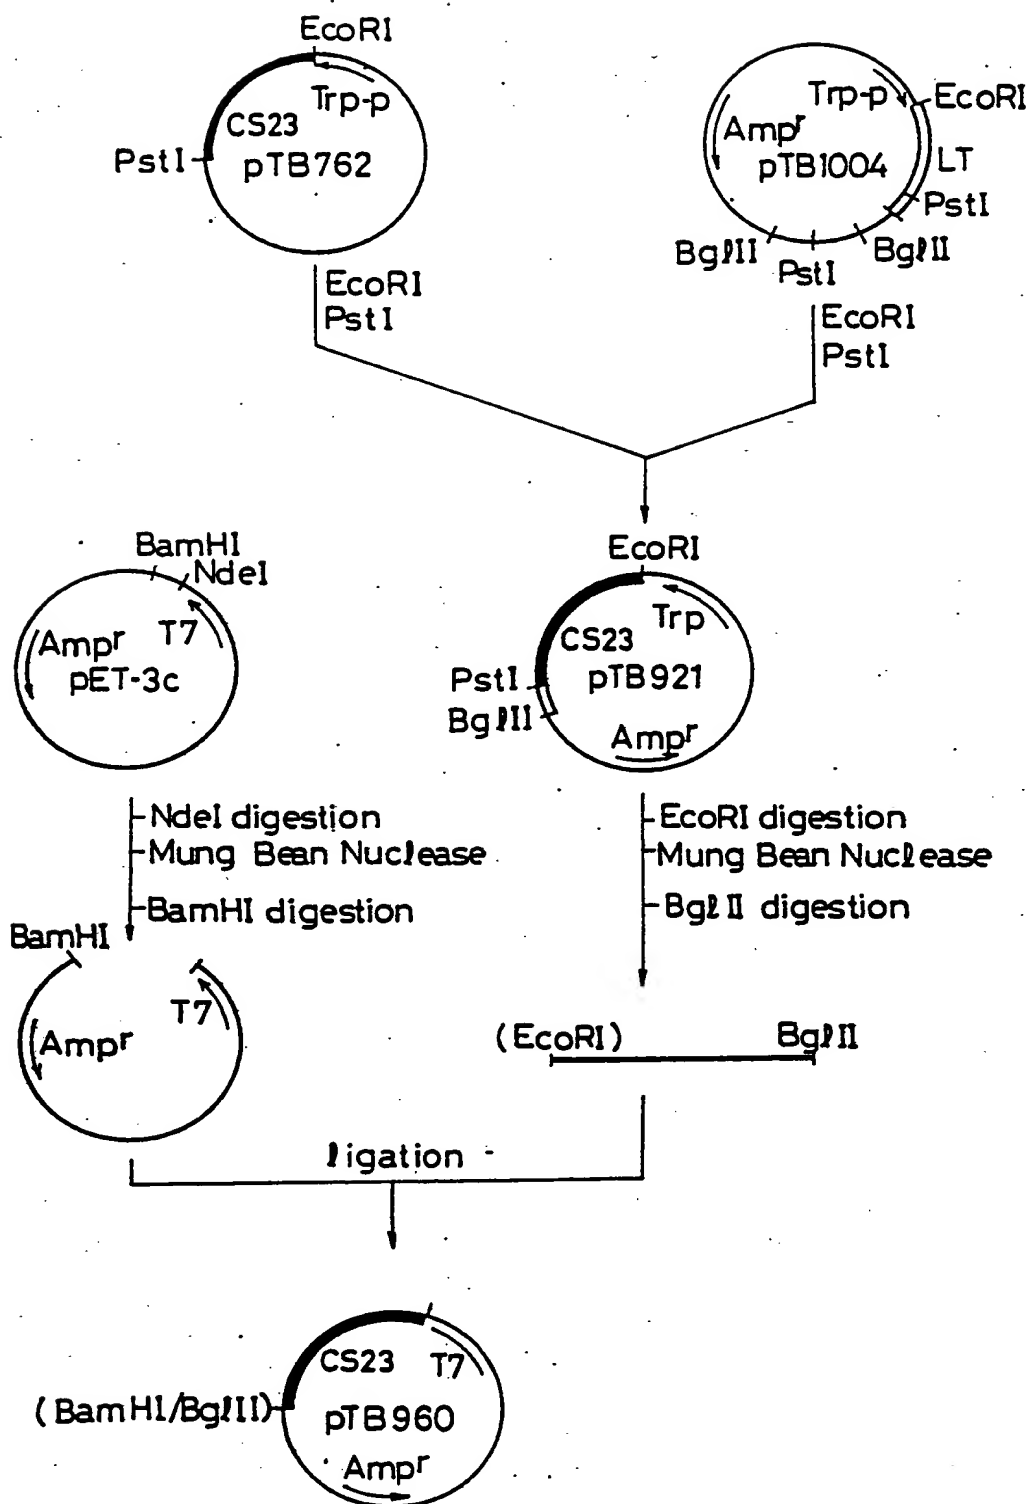 EcoRI
Trp-p
CS23
pTB762
PstI
EcoRI
PstI
Trp-p
EcoRI
Ampr
pTB1004
LT
PstI
BglII
PstI
BglII
EcoRI
PstI
BamHI
NdeI
T7
Ampr
pET-3c
EcoRI
Trp
CS23
pTB921
PstI
BglII
Ampr
NdeI digestion
Mung Bean Nuclease
BamHI digestion
EcoRI digestion
Mung Bean Nuclease
BglII digestion
BamHI
T7
Ampr
(EcoRI)
BglII
ligation
CS23
T7
(BamHI/BglII)
pTB960
Ampr